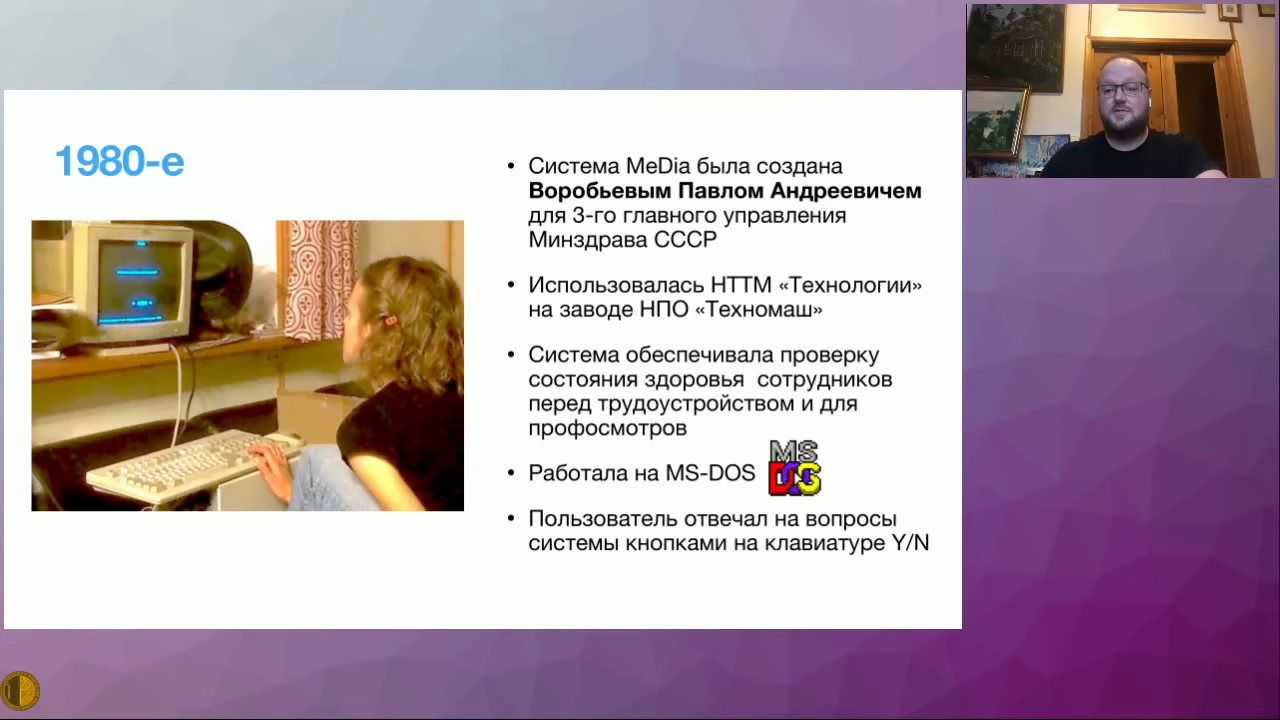 1980-е
• Система MeDia была создана
Воробьевым Павлом Андреевичем
для 3-го главного управления
Минздрава СССР
• Использовалась НТТМ «Технологии»
на заводе НПО «Техномаш»
• Система обеспечивала проверку
состояния здоровья сотрудников
перед трудоустройством и для
профосмотров
• Работала на MS-DOS
MS
DOS
• Пользователь отвечал на вопросы
системы кнопками на клавиатуре Y/N